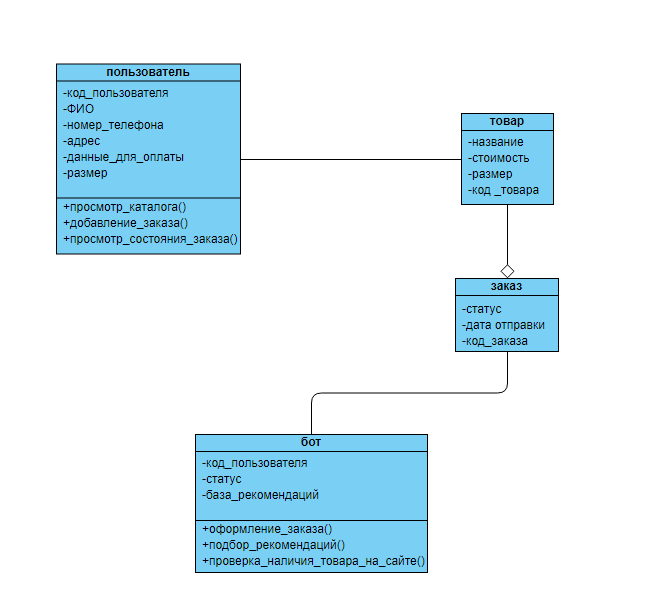 пользователь
-код_пользователя
-ФИО
-номер_телефона
-адрес
-данные_для_оплаты
-размер
+просмотр_каталога()
+добавление_заказа()
+просмотр_состояния_заказа()
товар
-название
-стоимость
-размер
-код _товара
заказ
-статус
-дата отправки
-код_заказа
бот
-код_пользователя
-статус
-база_рекомендаций
+оформление_заказа()
+подбор_рекомендаций()
+проверка_наличия_товара_на_сайте()